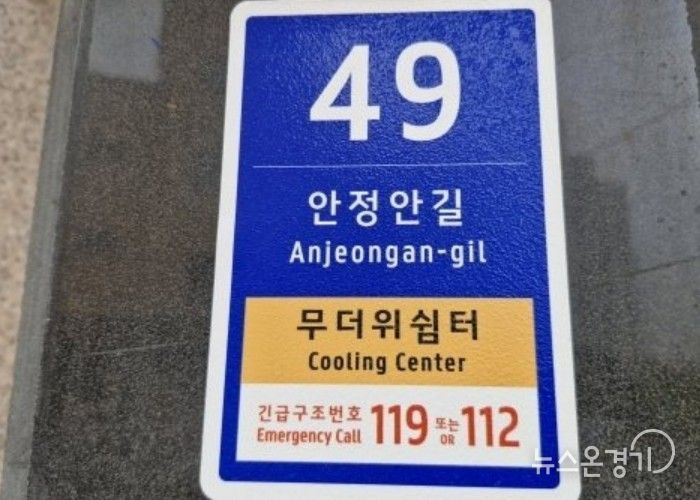 49
안정안길
Anjeongan-gil
무더위쉼터
Cooling Center
긴급구조번호 119 또는 112
Emergency Call OR
뉴스온경기